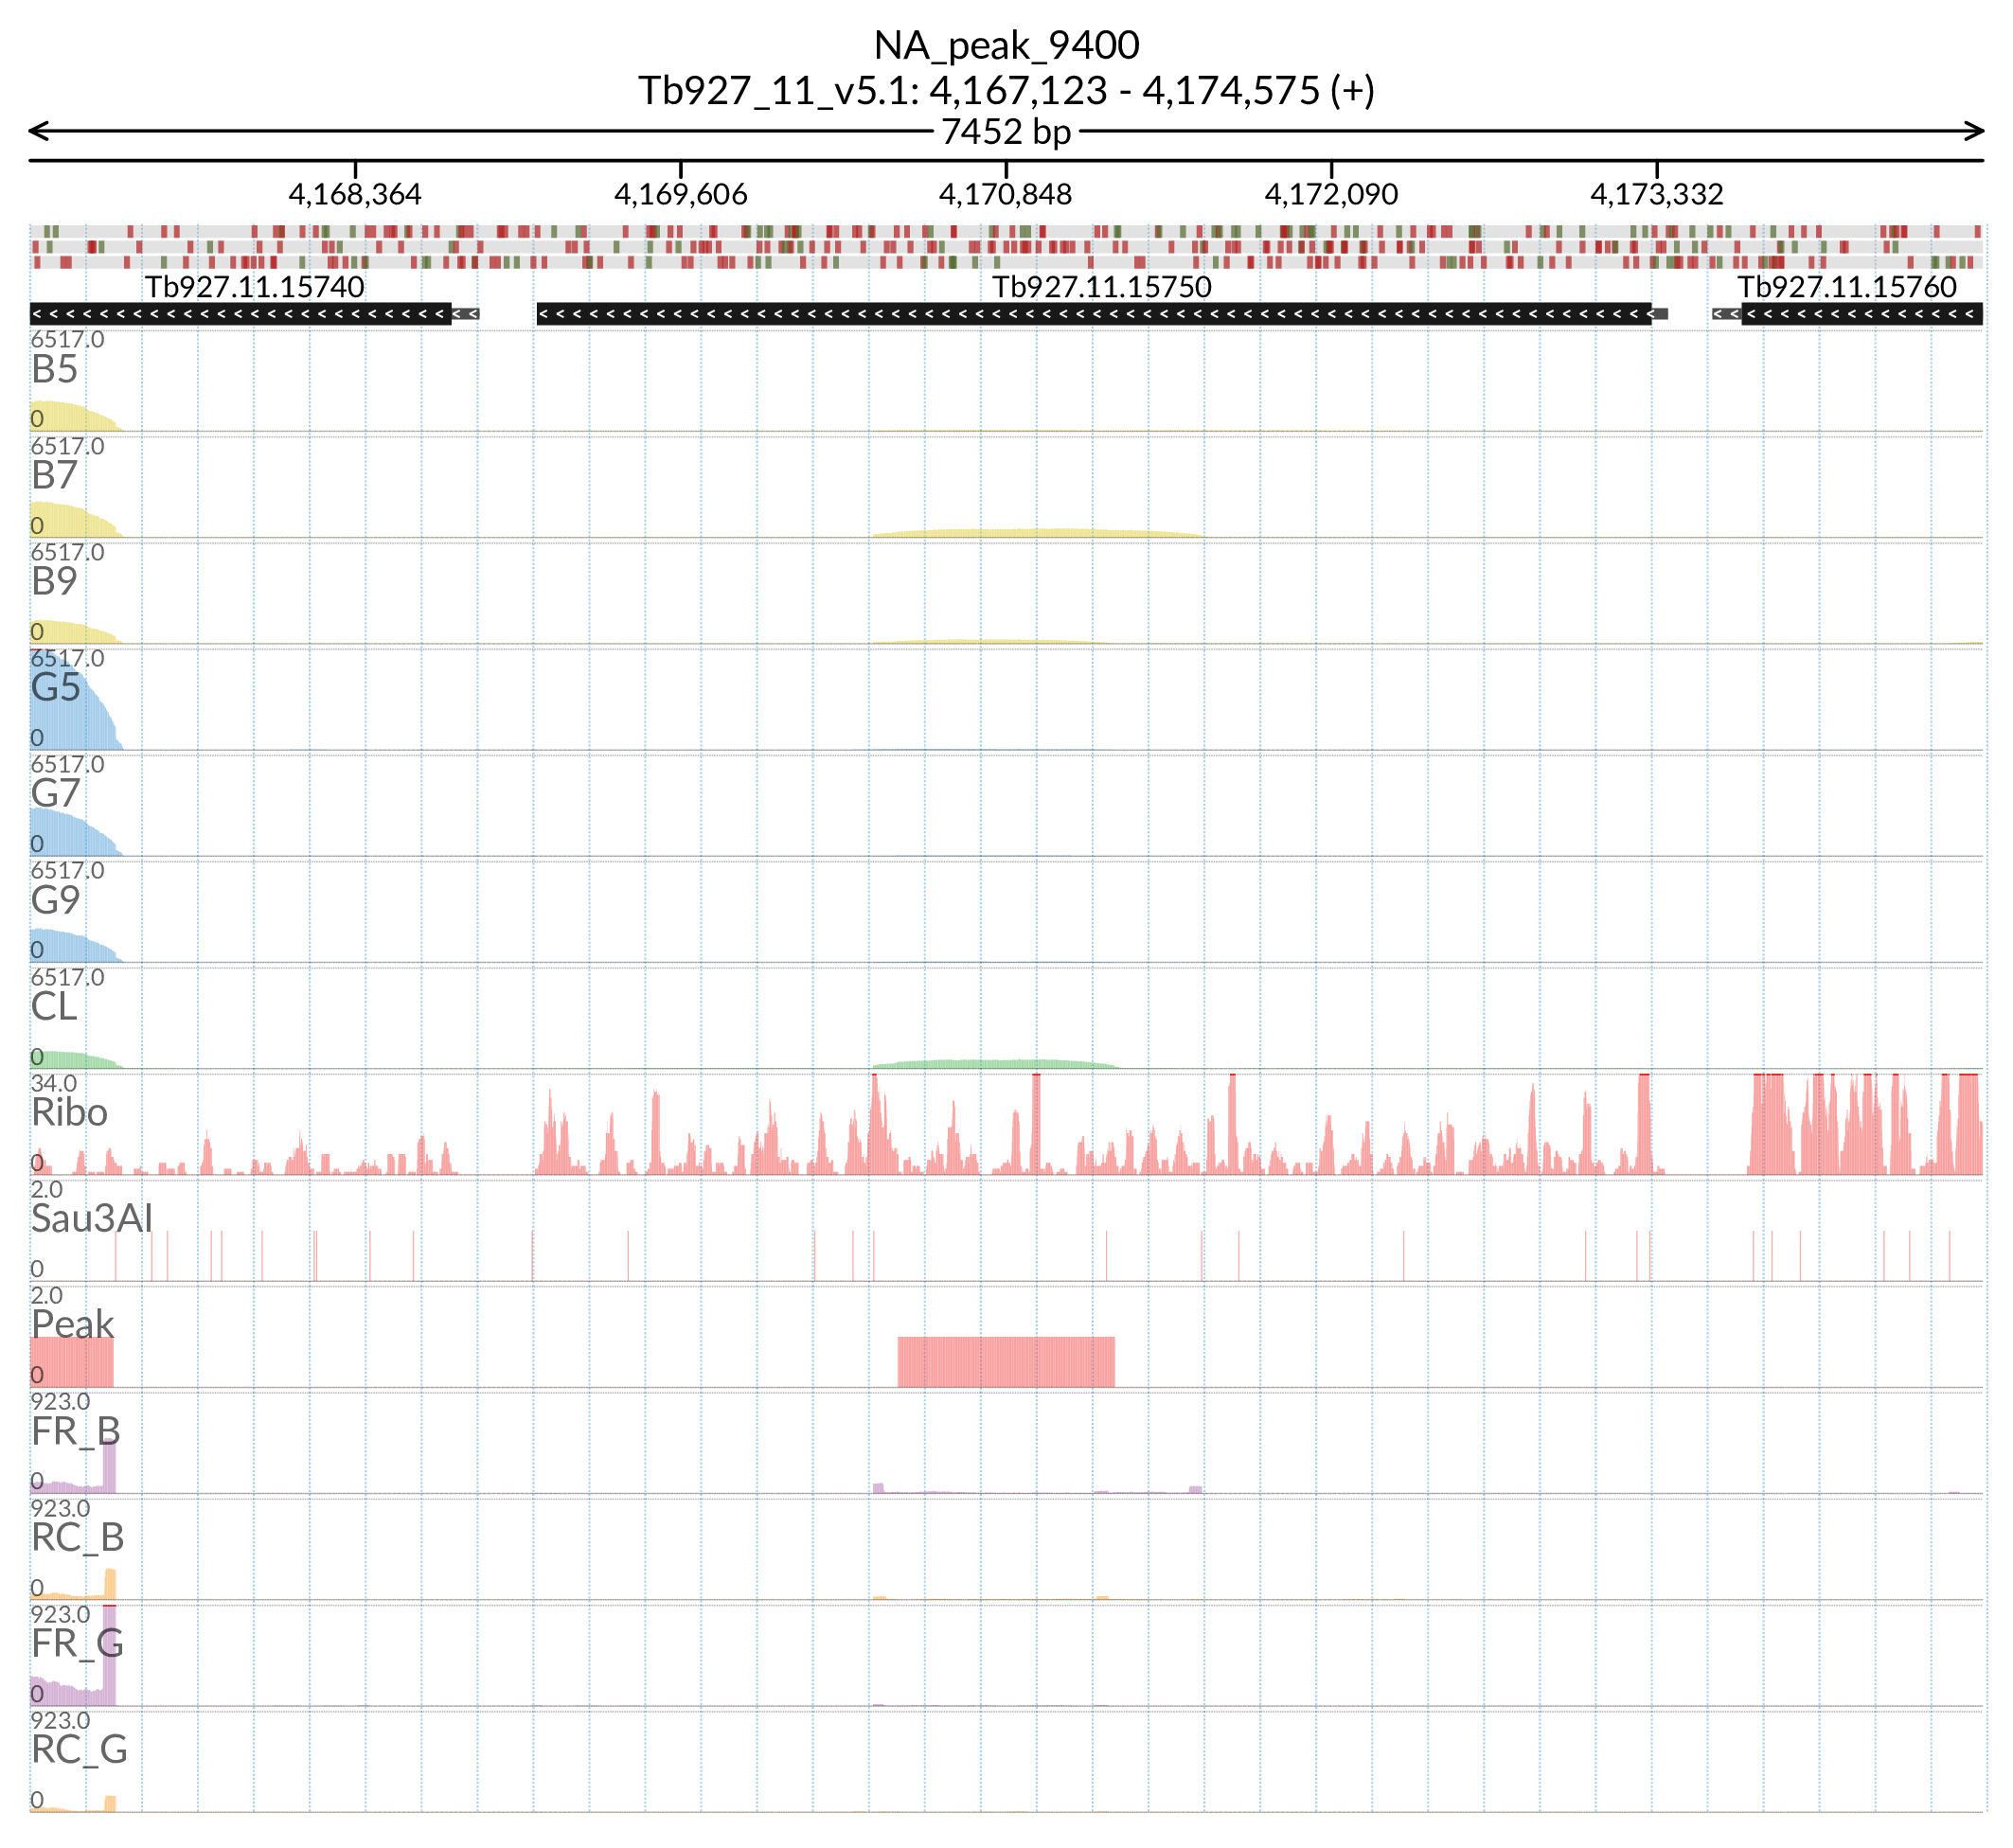 NA_peak_9400
Tb927_11_v5.1: 4,167,123 - 4,174,575 (+)
7452 bp
4,168,364 4,169,606 4,170,848 4,172,090 4,173,332
Tb927.11.15740 Tb927.11.15750 Tb927.11.15760
6517.0
B5
0
6517.0
B7
0
6517.0
B9
0
6517.0
G5
0
6517.0
G7
0
6517.0
G9
0
6517.0
CL
0
34.0
Ribo
0
2.0
Sau3AI
0
2.0
Peak
0
923.0
FR_B
0
923.0
RC_B
0
923.0
FR_G
0
923.0
RC_G
0